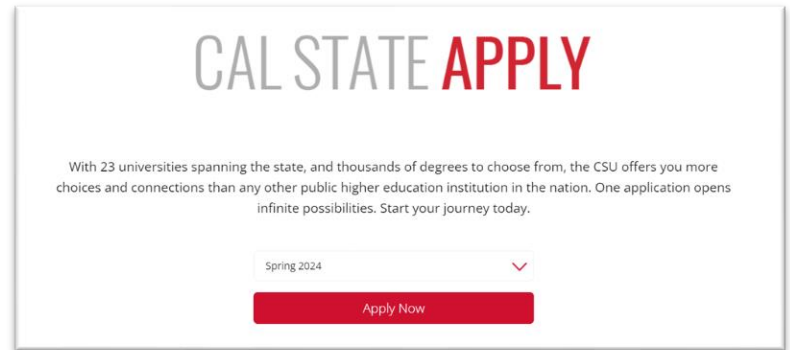 CAL STATE APPLY
With 23 universities spanning the state, and thousands of degrees to choose from, the CSU offers you more
choices and connections than any other public higher education institution in the nation. One application opens
infinite possibilities. Start your journey today.
Spring 2024
Apply Now